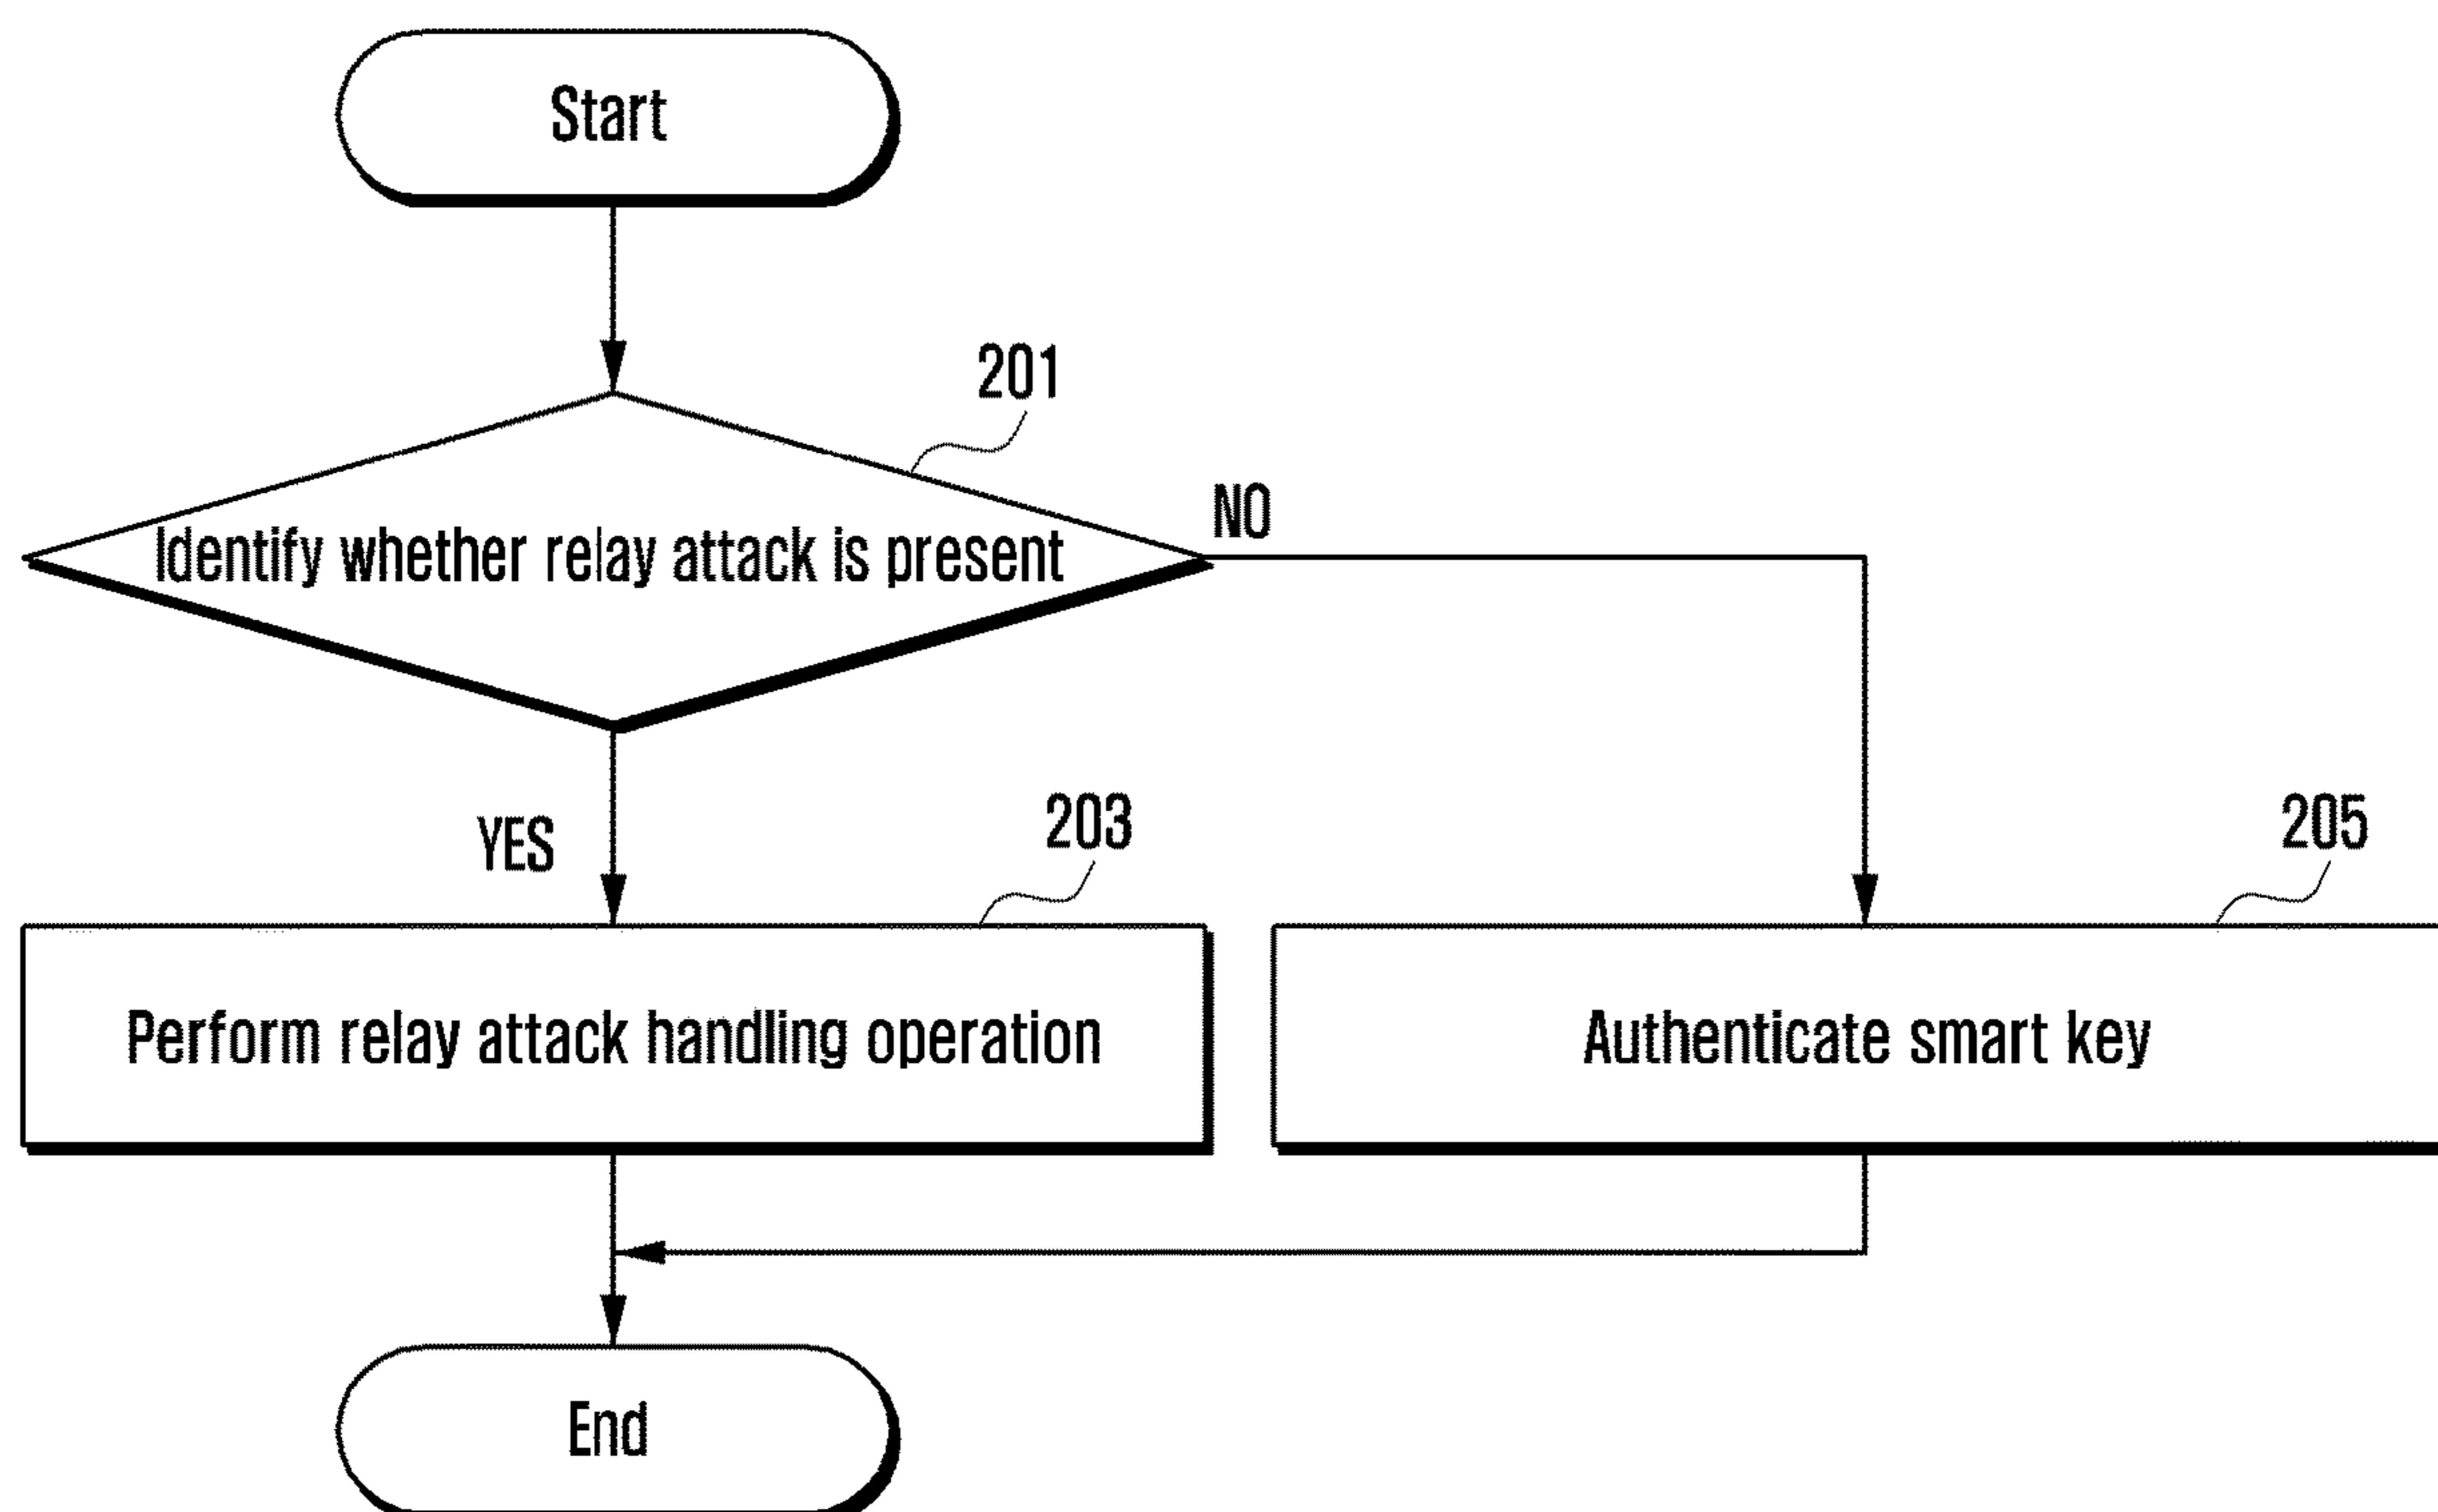 Start
201
Identify whether relay attack is present
NO
YES
203
205
Perform relay attack handling operation
Authenticate smart key
End